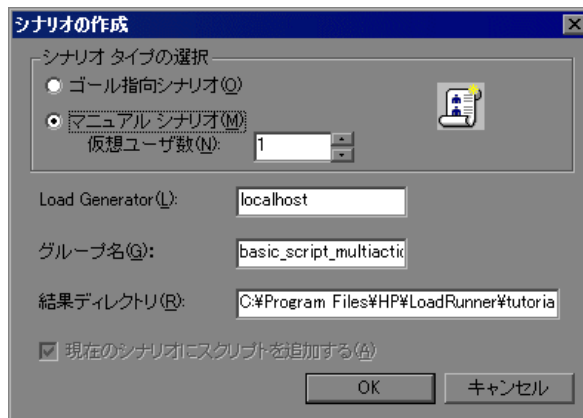 シナリオの作成
シナリオ タイプの選択
ゴール指向シナリオ(O)
マニュアル シナリオ(M)
仮想ユーザ数(N):
1
Load Generator(L):
localhost
グループ名(G):
basic_script_multiactio
結果ディレクトリ(R):
C:¥Program Files¥HP¥LoadRunner¥tutoria
現在のシナリオにスクリプトを追加する(A)
OK
キャンセル